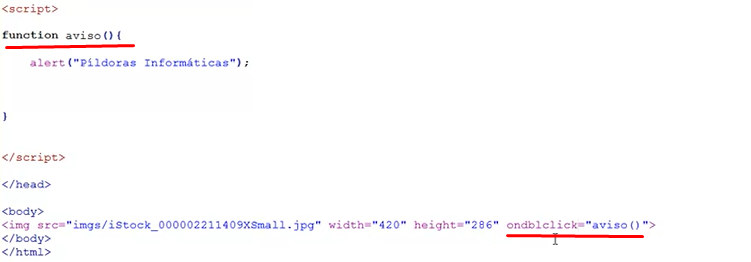 <script>
function aviso(){
alert("Píldoras Informáticas");
}
</script>
</head>
<body>
<img src="imgs/iStock_000002211409XSmall.jpg" width="420" height="286" ondblclick="aviso()">
</body>
</html>